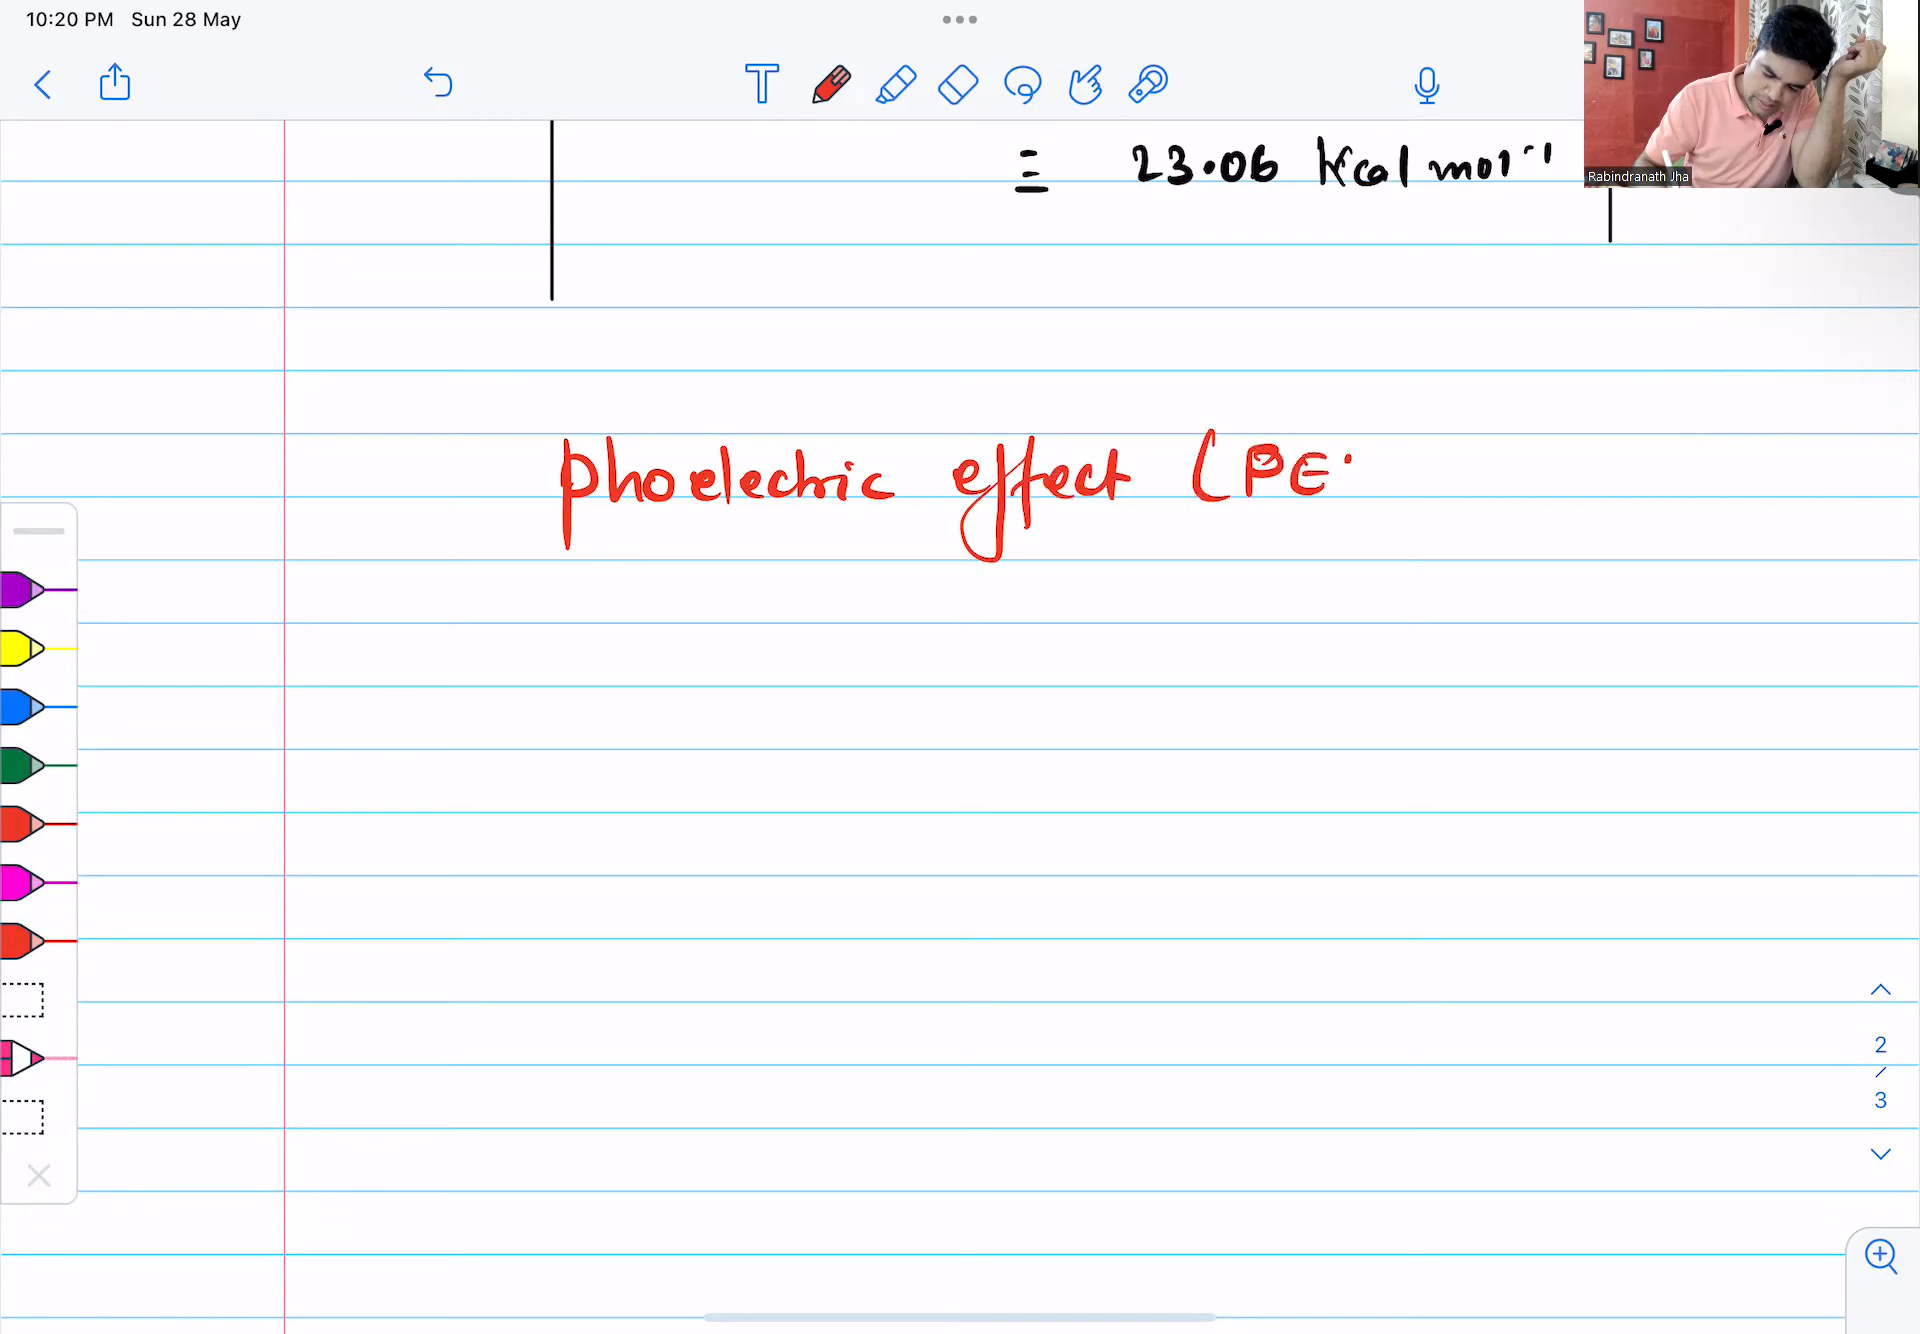 10:20 PM Sun 28 May
≡ 23.06 Kcal mol⁻¹
Rabindranath Jha
Phoelectric effect (PE.
2
/
3